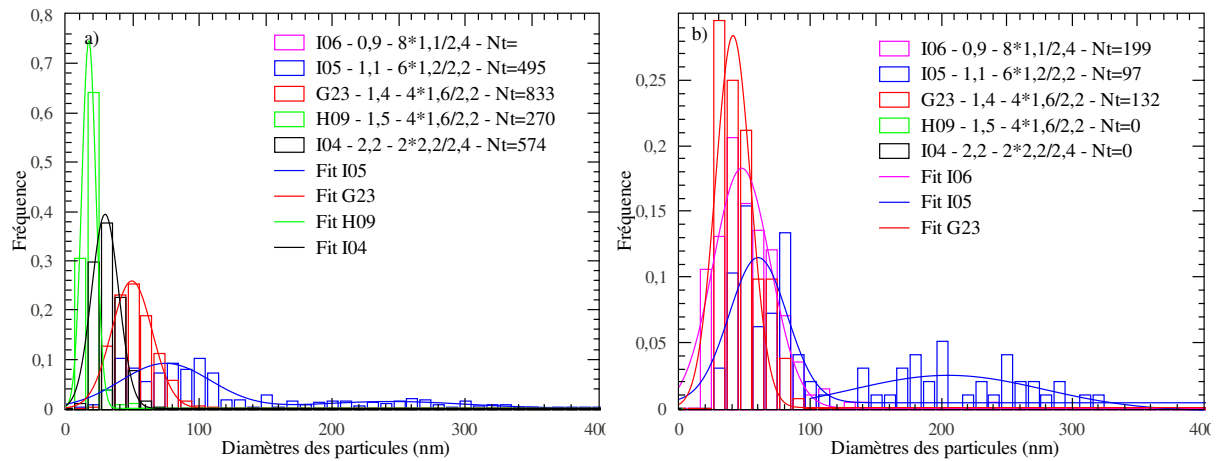 a)
I06 - 0,9 - 8*1,1/2,4 - Nt=
I05 - 1,1 - 6*1,2/2,2 - Nt=495
G23 - 1,4 - 4*1,6/2,2 - Nt=833
H09 - 1,5 - 4*1,6/2,2 - Nt=270
I04 - 2,2 - 2*2,2/2,4 - Nt=574
Fit I05
Fit G23
Fit H09
Fit I04
Fréquence
0,8
0,7
0,6
0,5
0,4
0,3
0,2
0,1
0
0
100
200
300
400
Diamètres des particules (nm)
b)
I06 - 0,9 - 8*1,1/2,4 - Nt=199
I05 - 1,1 - 6*1,2/2,2 - Nt=97
G23 - 1,4 - 4*1,6/2,2 - Nt=132
H09 - 1,5 - 4*1,6/2,2 - Nt=0
I04 - 2,2 - 2*2,2/2,4 - Nt=0
Fit I06
Fit I05
Fit G23
Fréquence
0,25
0,2
0,15
0,1
0,05
0
0
100
200
300
400
Diamètres des particules (nm)